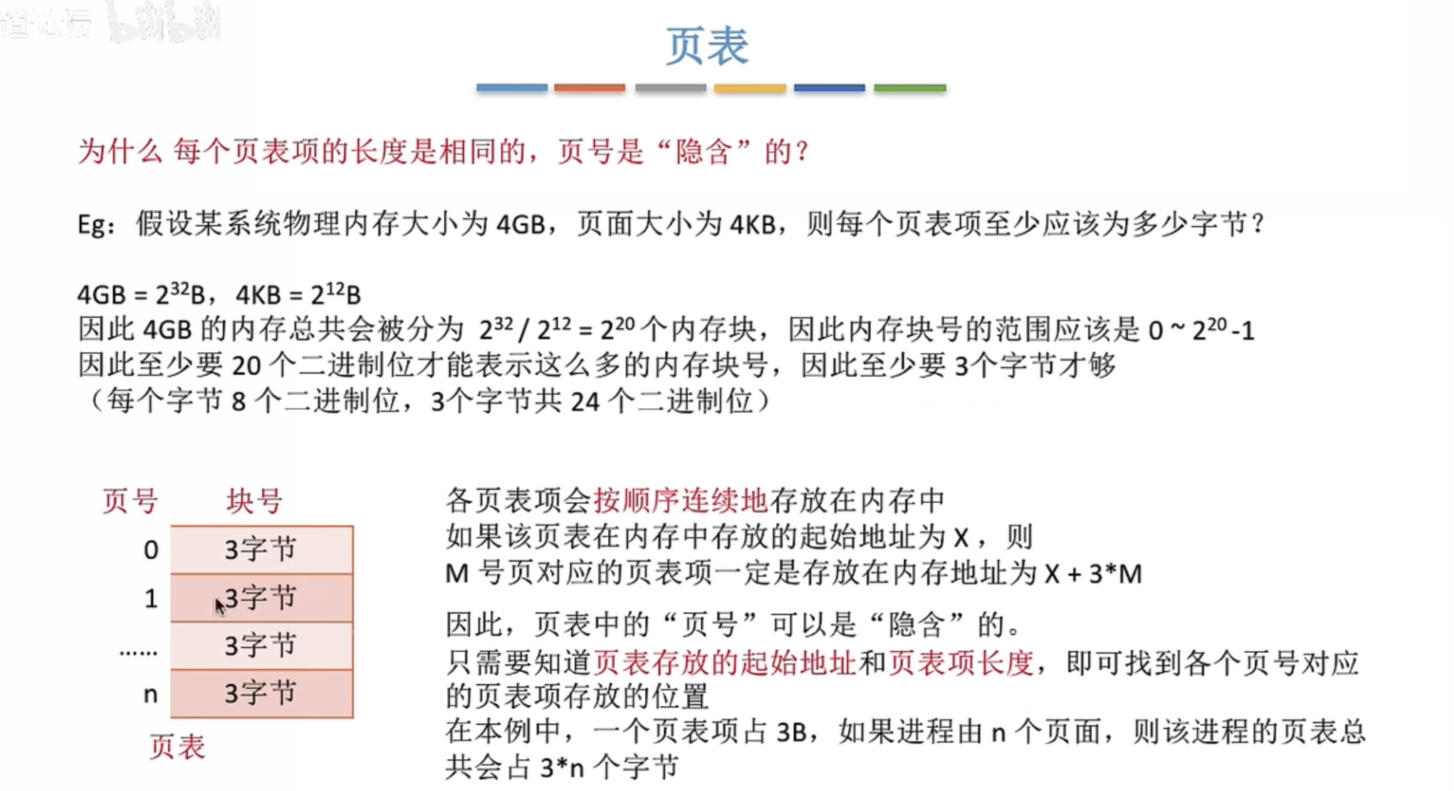 bilibili
页表
为什么 每个页表项的长度是相同的，页号是“隐含”的？
Eg：假设某系统物理内存大小为 4GB，页面大小为 4KB，则每个页表项至少应该为多少字节？
4GB = 2³²B，4KB = 2¹²B
因此 4GB 的内存总共会被分为 2³² / 2¹² = 2²⁰ 个内存块，因此内存块号的范围应该是 0 ~ 2²⁰ -1
因此至少要 20 个二进制位才能表示这么多的内存块号，因此至少要 3个字节才够
（每个字节 8 个二进制位，3个字节共 24 个二进制位）
页号 块号
0 3字节
1 3字节
...... 3字节
n 3字节
页表
各页表项会按顺序连续地存放在内存中
如果该页表在内存中存放的起始地址为 X ，则
M 号页对应的页表项一定是存放在内存地址为 X + 3*M
因此，页表中的“页号”可以是“隐含”的。
只需要知道页表存放的起始地址和页表项长度，即可找到各个页号对应
的页表项存放的位置
在本例中，一个页表项占 3B，如果进程由 n 个页面，则该进程的页表总
共会占 3*n 个字节